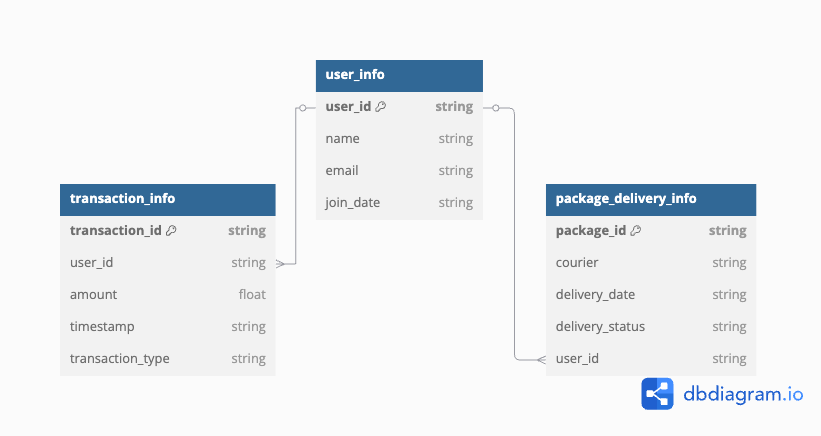 user_info
user_id string
name string
email string
join_date string
transaction_info
transaction_id string
user_id string
amount float
timestamp string
transaction_type string
package_delivery_info
package_id string
courier string
delivery_date string
delivery_status string
user_id string
dbdiagram.io